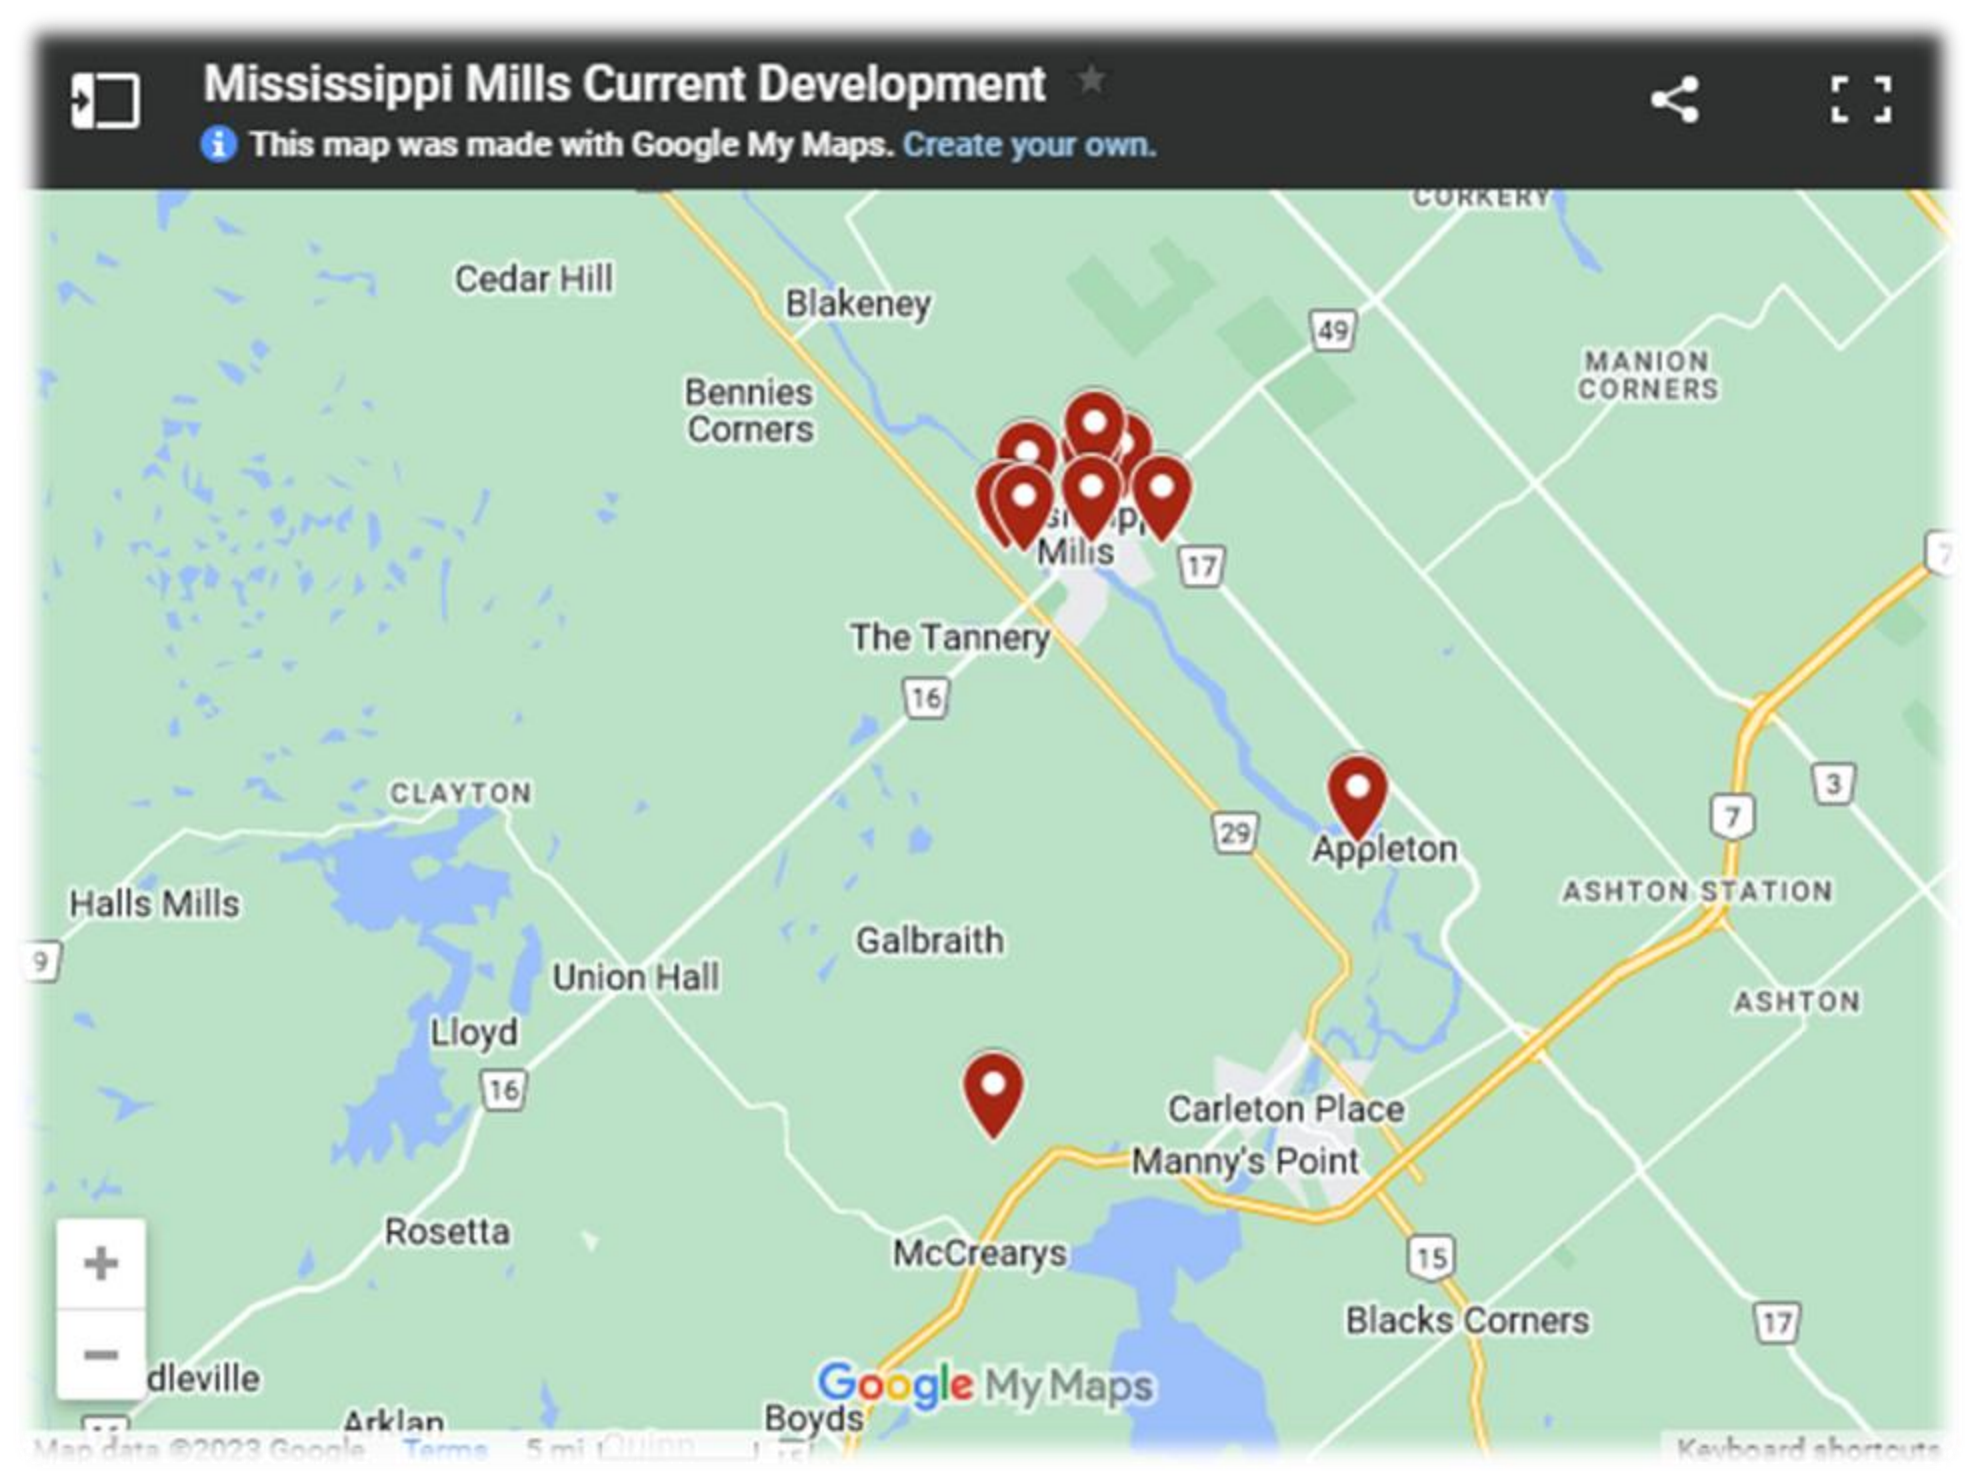 Mississippi Mills Current Development
This map was made with Google My Maps. Create your own.
CORKERY
Cedar Hill
Blakeney
49
MANION
CORNERS
Bennies
Corners
Mills
17
7
The Tannery
16
CLAYTON
3
7
29
Appleton
ASHTON STATION
Halls Mills
Galbraith
9
Union Hall
ASHTON
Lloyd
16
Carleton Place
Manny's Point
Rosetta
McCrearys
15
Blacks Corners
17
dleville
Google My Maps
Arklan
Boyds
Map data ©2023 Google
Terms
5 mi
Quinn
Keyboard shortcuts